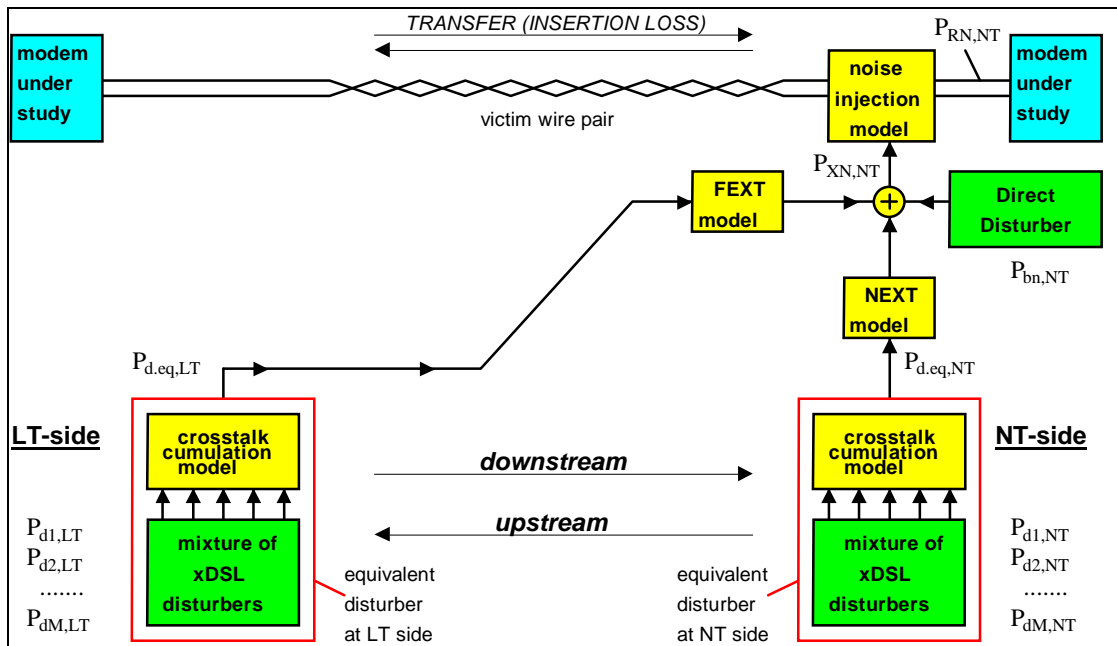 TRANSFER (INSERTION LOSS)
modem
under
study
victim wire pair
noise
injection
model
P_RN,NT
modem
under
study
P_XN,NT
FEXT
model
+
Direct
Disturber
P_bn,NT
NEXT
model
P_d.eq,LT
P_d.eq,NT
LT-side
crosstalk
cumulation
model
downstream
crosstalk
cumulation
model
NT-side
P_d1,LT
P_d2,LT
.......
P_dM,LT
mixture of
xDSL
disturbers
upstream
equivalent
disturber
at LT side
equivalent
disturber
at NT side
mixture of
xDSL
disturbers
P_d1,NT
P_d2,NT
.......
P_dM,NT